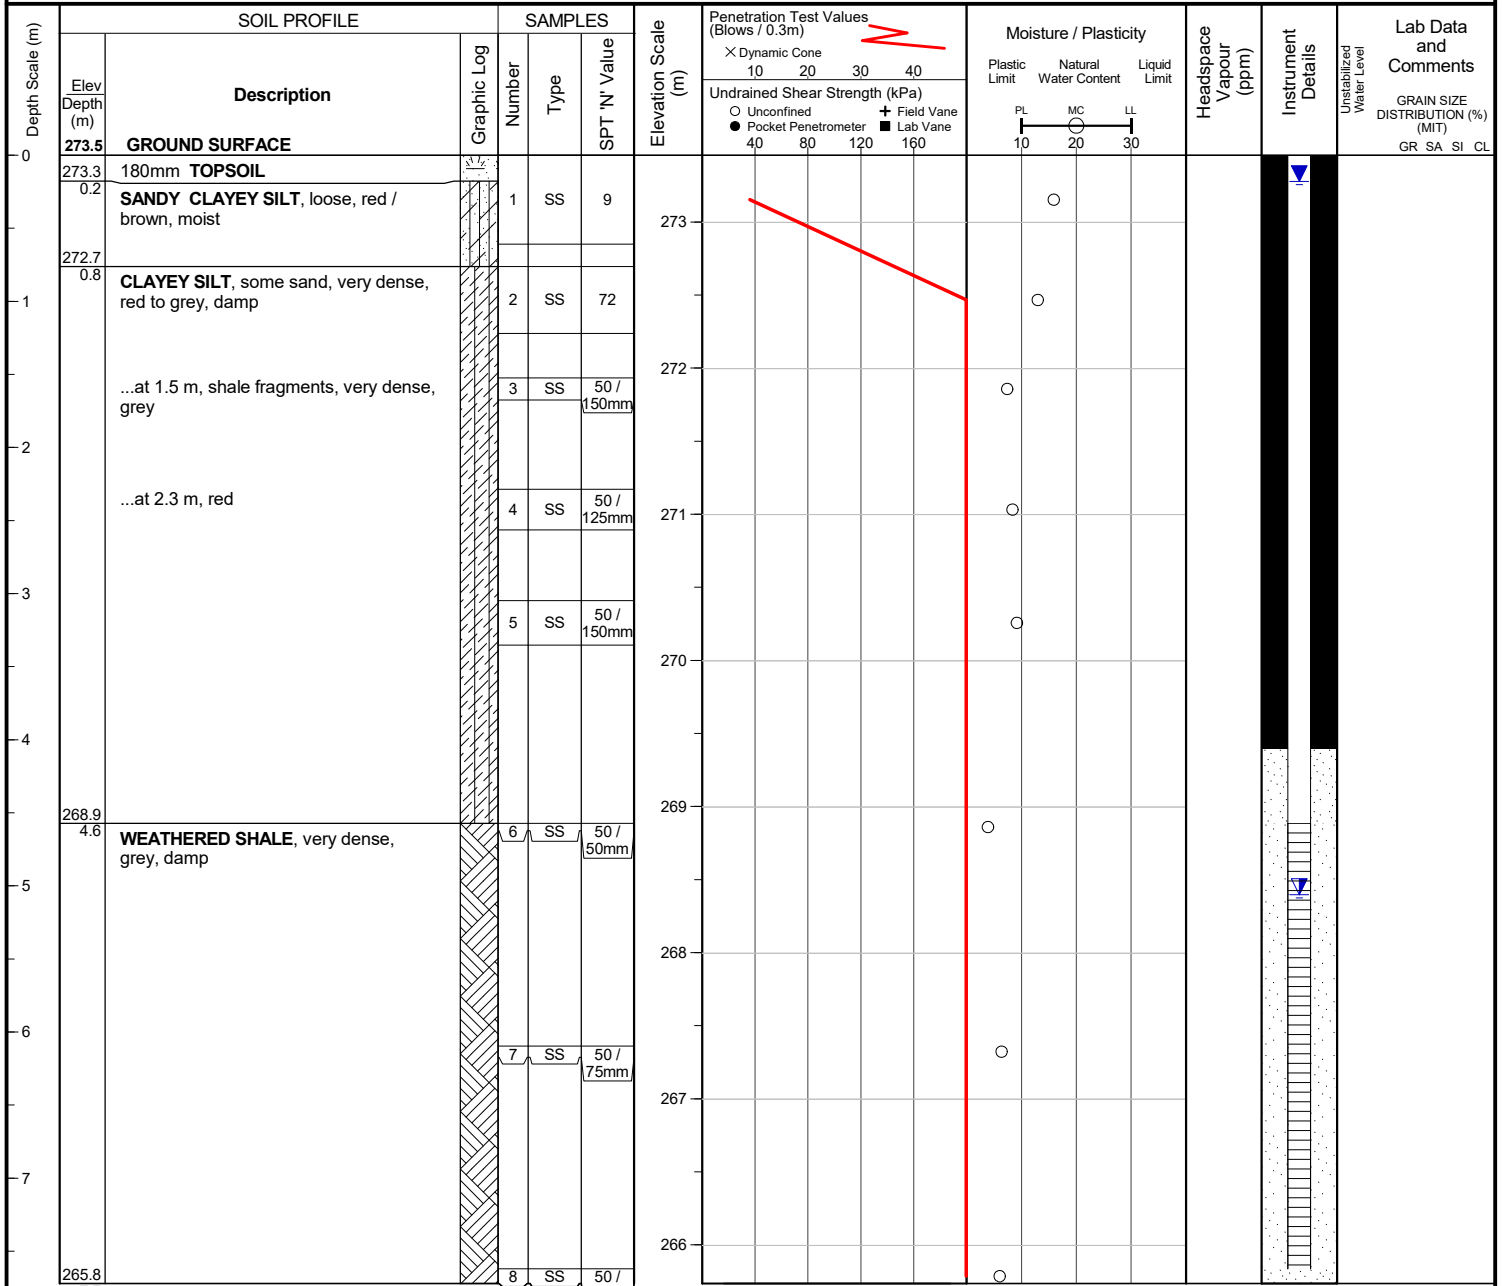 Depth Scale (m)
SOIL PROFILE
Elev
Depth
(m)
Description
Graphic Log
SAMPLES
Number
Type
SPT 'N' Value
Elevation Scale
(m)
Penetration Test Values
(Blows / 0.3m)
× Dynamic Cone
10 20 30 40
Undrained Shear Strength (kPa)
○ Unconfined + Field Vane
● Pocket Penetrometer ■ Lab Vane
40 80 120 160
Moisture / Plasticity
Plastic Natural Liquid
Limit Water Content Limit
PL MC LL
10 20 30
Headspace
Vapour
(ppm)
Instrument
Details
Unstabilized
Water Level
Lab Data
and
Comments
GRAIN SIZE
DISTRIBUTION (%)
(MIT)
GR SA SI CL
273.5 GROUND SURFACE
0
273.3 180mm TOPSOIL
0.2 SANDY CLAYEY SILT, loose, red /
brown, moist
1 SS 9
273
272.7
0.8 CLAYEY SILT, some sand, very dense,
red to grey, damp
1
2 SS 72
272
...at 1.5 m, shale fragments, very dense,
grey
3 SS 50 /
150mm
2
...at 2.3 m, red
4 SS 50 /
125mm
271
3
5 SS 50 /
150mm
270
4
269
268.9
4.6 WEATHERED SHALE, very dense,
grey, damp
6 SS 50 /
50mm
5
268
6
7 SS 50 /
75mm
267
7
266
265.8
8 SS 50 /